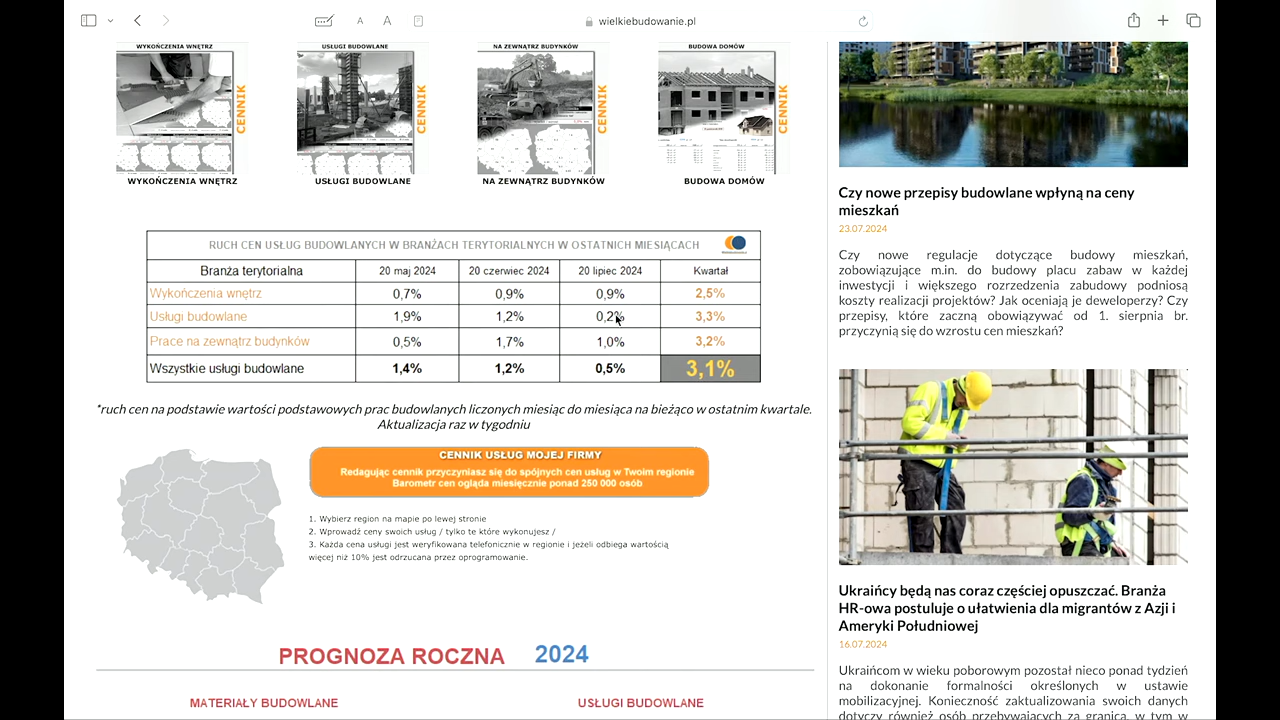 wielkiebudowanie.pl
A A
WYKOŃCZENIA WNĘTRZ
CENNIK
WYKOŃCZENIA WNĘTRZ
USŁUGI BUDOWLANE
CENNIK
USŁUGI BUDOWLANE
NA ZEWNĄTRZ BUDYNKÓW
CENNIK
NA ZEWNĄTRZ BUDYNKÓW
BUDOWA DOMÓW
CENNIK
BUDOWA DOMÓW
RUCH CEN USŁUG BUDOWLANYCH W BRANŻACH TERYTORIALNYCH W OSTATNICH MIESIĄCACH
Branża terytorialna 20 maj 2024 20 czerwiec 2024 20 lipiec 2024 Kwartał
Wykończenia wnętrz 0,7% 0,9% 0,9% 2,5%
Usługi budowlane 1,9% 1,2% 0,2% 3,3%
Prace na zewnątrz budynków 0,5% 1,7% 1,0% 3,2%
Wszystkie usługi budowlane 1,4% 1,2% 0,5% 3,1%
*ruch cen na podstawie wartości podstawowych prac budowlanych liczonych miesiąc do miesiąca na bieżąco w ostatnim kwartale.
Aktualizacja raz w tygodniu
CENNIK USŁUG MOJEJ FIRMY
Redagując cennik przyczyniasz się do spójnych cen usług w Twoim regionie
Barometr cen ogląda miesięcznie ponad 250 000 osób
1. Wybierz region na mapie po lewej stronie
2. Wprowadź ceny swoich usług / tylko te które wykonujesz /
3. Każda cena usługi jest weryfikowana telefonicznie w regionie i jeżeli odbiega wartością
więcej niż 10% jest odrzucana przez oprogramowanie.
PROGNOZA ROCZNA 2024
MATERIAŁY BUDOWLANE USŁUGI BUDOWLANE
Czy nowe przepisy budowlane wpłyną na ceny
mieszkań
23.07.2024
Czy nowe regulacje dotyczące budowy mieszkań,
zobowiązujące m.in. do budowy placu zabaw w każdej
inwestycji i większego rozrzedzenia zabudowy podniosą
koszty realizacji projektów? Jak oceniają je deweloperzy? Czy
przepisy, które zaczną obowiązywać od 1. sierpnia br.
przyczynią się do wzrostu cen mieszkań?
Ukraińcy będą nas coraz częściej opuszczać. Branża
HR-owa postuluje o ułatwienia dla migrantów z Azji i
Ameryki Południowej
16.07.2024
Ukraińcom w wieku poborowym pozostał nieco ponad tydzień
na dokonanie formalności określonych w ustawie
mobilizacyjnej. Konieczność zaktualizowania swoich danych
dotyczy również osób przebywających za granicą, w tym w